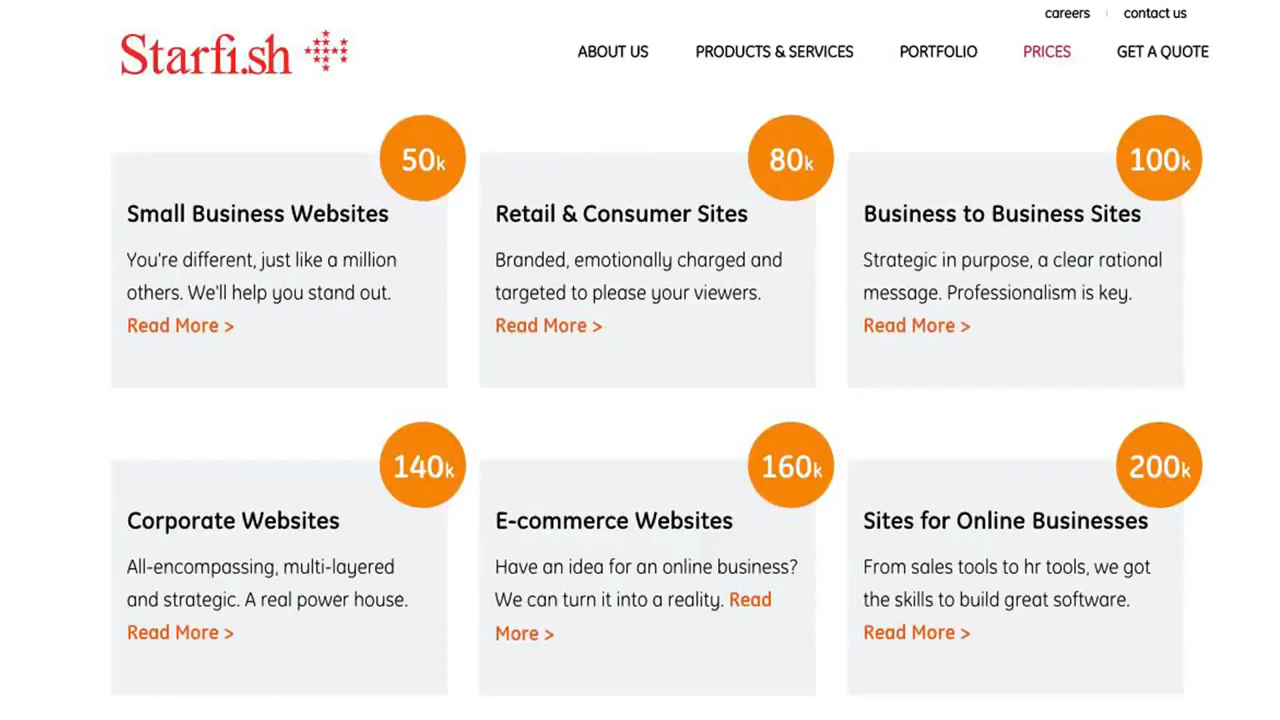 careers
contact us
Starfi.sh
ABOUT US
PRODUCTS & SERVICES
PORTFOLIO
PRICES
GET A QUOTE
50k
Small Business Websites
You're different, just like a million
others. We'll help you stand out.
Read More >
80k
Retail & Consumer Sites
Branded, emotionally charged and
targeted to please your viewers.
Read More >
100k
Business to Business Sites
Strategic in purpose, a clear rational
message. Professionalism is key.
Read More >
140k
Corporate Websites
All-encompassing, multi-layered
and strategic. A real power house.
Read More >
160k
E-commerce Websites
Have an idea for an online business?
We can turn it into a reality. Read
More >
200k
Sites for Online Businesses
From sales tools to hr tools, we got
the skills to build great software.
Read More >